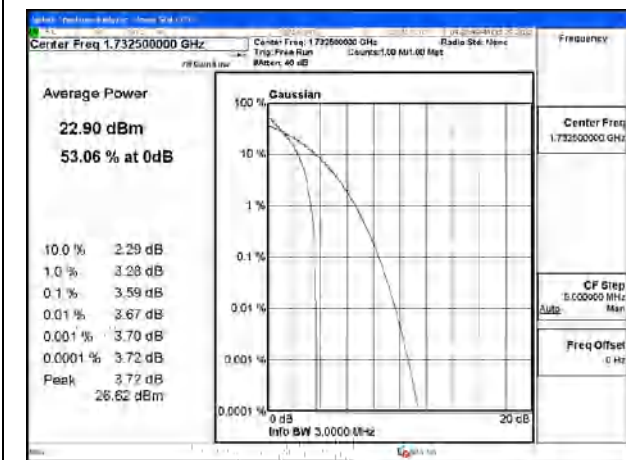 Center Freq 1.732500000 GHz
Center Freq: 1.732500000 GHz
Radio Std: None
Trig: Free Run
Counts:1.00 M/1.00 Mpt
#Atten: 40 dB
Frequency
Average Power
22.90 dBm
53.06 % at 0dB
10.0 % 2.29 dB
1.0 % 3.28 dB
0.1 % 3.59 dB
0.01 % 3.67 dB
0.001 % 3.70 dB
0.0001 % 3.72 dB
Peak 3.72 dB
26.62 dBm
Gaussian
100 %
10 %
1 %
0.1 %
0.01 %
0.001 %
0.0001 %
0 dB
20 dB
Info BW 3.0000 MHz
Center Freq
1.732500000 GHz
CF Step
5.000000 MHz
Auto Man
Freq Offset
0 Hz